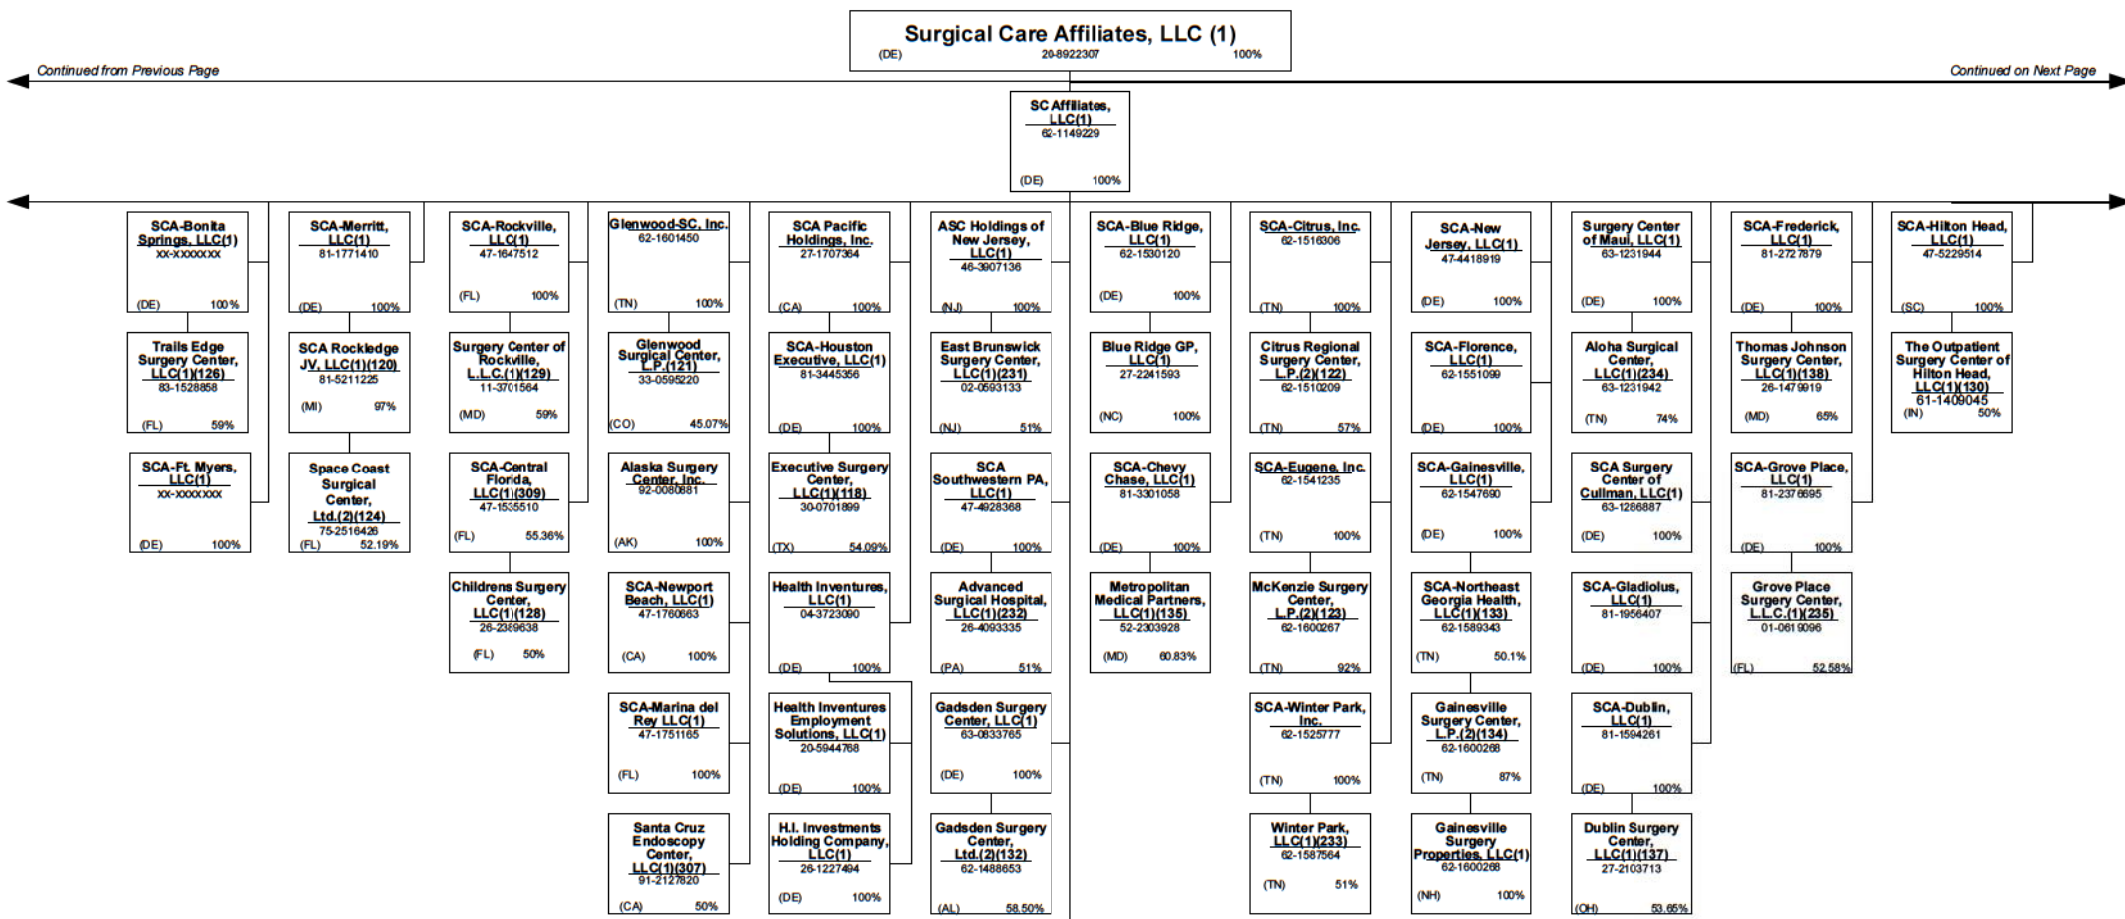 Surgical Care Affiliates, LLC (1)
(DE) 20-8922307 100%
Continued from Previous Page
Continued on Next Page
SC Affiliates,
LLC(1)
62-1149229
(DE) 100%
SCA-Bonita
Springs, LLC(1)
xx-xxxxxxx
(DE) 100%
Trails Edge
Surgery Center,
LLC(1)(126)
83-1528858
(FL) 59%
SCA-Ft. Myers,
LLC(1)
xx-xxxxxxx
(DE) 100%
SCA-Merritt,
LLC(1)
81-1771410
(DE) 100%
SCA Rockledge
JV, LLC(1)(120)
81-5211225
(MI) 97%
Space Coast
Surgical
Center,
Ltd.(2)(124)
75-2516426
(FL) 52.19%
SCA-Rockville,
LLC(1)
47-1647512
(FL) 100%
Surgery Center of
Rockville,
L.L.C.(1)(129)
11-3701564
(MD) 59%
SCA-Central
Florida,
LLC(1)(309)
47-1535510
(FL) 55.36%
Childrens Surgery
Center,
LLC(1)(128)
26-2389638
(FL) 50%
Glenwood-SC, Inc.
62-1601450
(TN) 100%
Glenwood
Surgical Center,
L.P.(121)
33-0595220
(CO) 45.07%
Alaska Surgery
Center, Inc.
92-0080881
(AK) 100%
SCA-Newport
Beach, LLC(1)
47-1760663
(CA) 100%
SCA-Marina del
Rey LLC(1)
47-1751165
(FL) 100%
Santa Cruz
Endoscopy
Center,
LLC(1)(307)
91-2127820
(CA) 50%
SCA Pacific
Holdings, Inc.
27-1707364
(CA) 100%
SCA-Houston
Executive, LLC(1)
81-3445356
(DE) 100%
Executive Surgery
Center,
LLC(1)(118)
30-0701899
(TX) 54.09%
Health Inventures,
LLC(1)
04-3723090
(DE) 100%
Health Inventures
Employment
Solutions, LLC(1)
20-5944768
(DE) 100%
H.I. Investments
Holding Company,
LLC(1)
26-1227494
(DE) 100%
ASC Holdings of
New Jersey,
LLC(1)
46-3907136
(NJ) 100%
East Brunswick
Surgery Center,
LLC(1)(231)
02-0593133
(NJ) 51%
SCA
Southwestern PA,
LLC(1)
47-4928368
(DE) 100%
Advanced
Surgical Hospital,
LLC(1)(232)
26-4093335
(PA) 51%
Gadsden Surgery
Center, LLC(1)
63-0833765
(DE) 100%
Gadsden Surgery
Center,
Ltd.(2)(132)
62-1488653
(AL) 58.50%
SCA-Blue Ridge,
LLC(1)
62-1530120
(DE) 100%
Blue Ridge GP,
LLC(1)
27-2241593
(NC) 100%
SCA-Chevy
Chase, LLC(1)
81-3301058
(DE) 100%
Metropolitan
Medical Partners,
LLC(1)(135)
52-2303928
(MD) 60.83%
SCA-Citrus, Inc.
62-1516306
(TN) 100%
Citrus Regional
Surgery Center,
L.P.(2)(122)
62-1510209
(TN) 57%
SCA-Eugene, Inc.
62-1541235
(TN) 100%
McKenzie Surgery
Center,
L.P.(2)(123)
62-1600267
(TN) 92%
SCA-Winter Park,
Inc.
62-1525777
(TN) 100%
Winter Park,
LLC(1)(233)
62-1587564
(TN) 51%
SCA-New
Jersey, LLC(1)
47-4418919
(DE) 100%
SCA-Florence,
LLC(1)
62-1551099
(DE) 100%
SCA-Gainesville,
LLC(1)
62-1547690
(DE) 100%
SCA-Northeast
Georgia Health,
LLC(1)(133)
62-1589343
(TN) 50.1%
Gainesville
Surgery Center,
L.P.(2)(134)
62-1600268
(TN) 87%
Gainesville
Surgery
Properties, LLC(1)
62-1600268
(NH) 100%
Surgery Center
of Maui, LLC(1)
63-1231944
(DE) 100%
Aloha Surgical
Center,
LLC(1)(234)
63-1231942
(TN) 74%
SCA Surgery
Center of
Cullman, LLC(1)
63-1286887
(DE) 100%
SCA-Gladiolus,
LLC(1)
81-1956407
(DE) 100%
SCA-Dublin,
LLC(1)
81-1594261
(DE) 100%
Dublin Surgery
Center,
LLC(1)(137)
27-2103713
(OH) 53.65%
SCA-Frederick,
LLC(1)
81-2727879
(DE) 100%
Thomas Johnson
Surgery Center,
LLC(1)(138)
26-1479919
(MD) 65%
SCA-Grove Place,
LLC(1)
81-2376695
(DE) 100%
Grove Place
Surgery Center,
L.L.C.(1)(235)
01-0619096
(FL) 52.58%
SCA-Hilton Head,
LLC(1)
47-5229514
(SC) 100%
The Outpatient
Surgery Center of
Hilton Head,
LLC(1)(130)
61-1409045
(IN) 50%